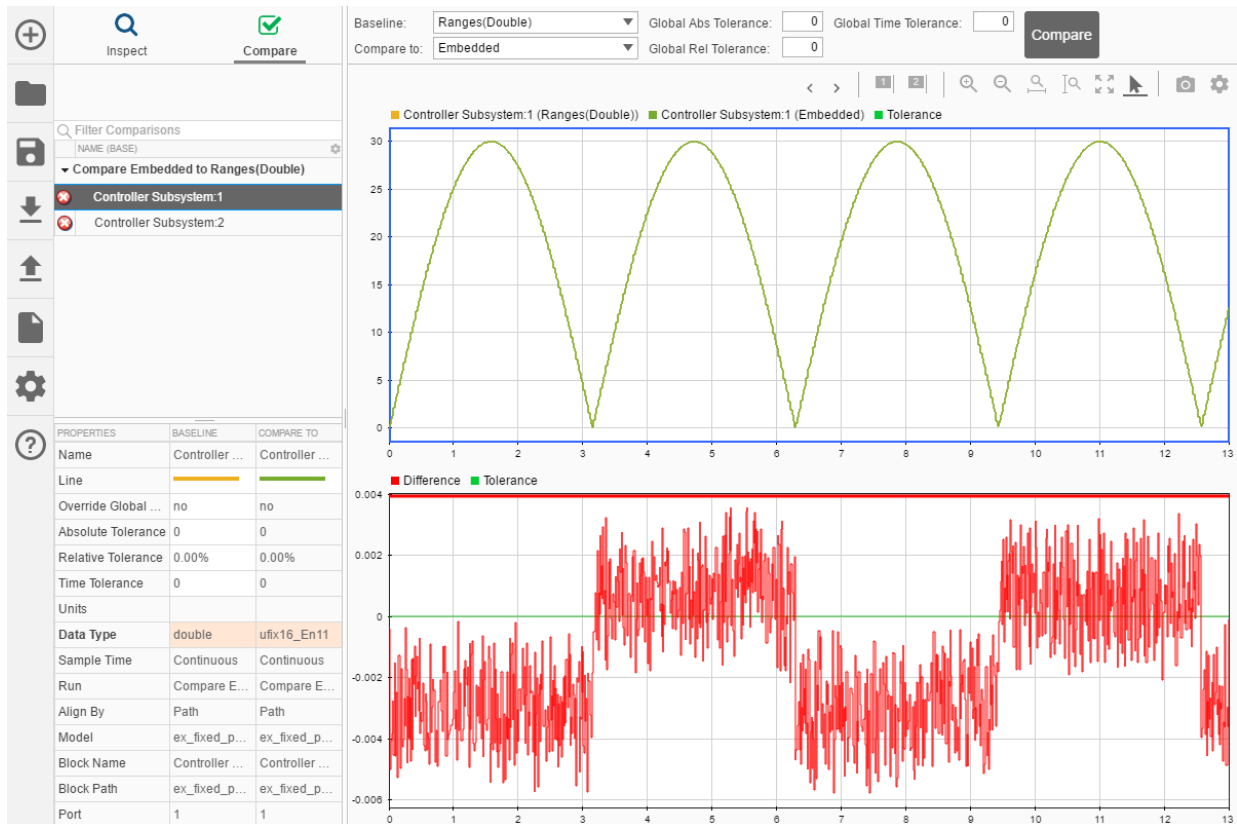 Inspect
Compare
Baseline: Ranges(Double) Global Abs Tolerance: 0 Global Time Tolerance: 0
Compare to: Embedded Global Rel Tolerance: 0
Compare
1 2
Filter Comparisons
NAME (BASE)
Compare Embedded to Ranges(Double)
Controller Subsystem:1
Controller Subsystem:2
PROPERTIES BASELINE COMPARE TO
Name Controller ... Controller ...
Line
Override Global ... no no
Absolute Tolerance 0 0
Relative Tolerance 0.00% 0.00%
Time Tolerance 0 0
Units
Data Type double ufix16_En11
Sample Time Continuous Continuous
Run Compare E... Compare E...
Align By Path Path
Model ex_fixed_p... ex_fixed_p...
Block Name Controller ... Controller ...
Block Path ex_fixed_p... ex_fixed_p...
Port 1 1
Controller Subsystem:1 (Ranges(Double)) Controller Subsystem:1 (Embedded) Tolerance
30
25
20
15
10
5
0
0 1 2 3 4 5 6 7 8 9 10 11 12 13
Difference Tolerance
0.004
0.002
0
-0.002
-0.004
-0.006
0 1 2 3 4 5 6 7 8 9 10 11 12 13